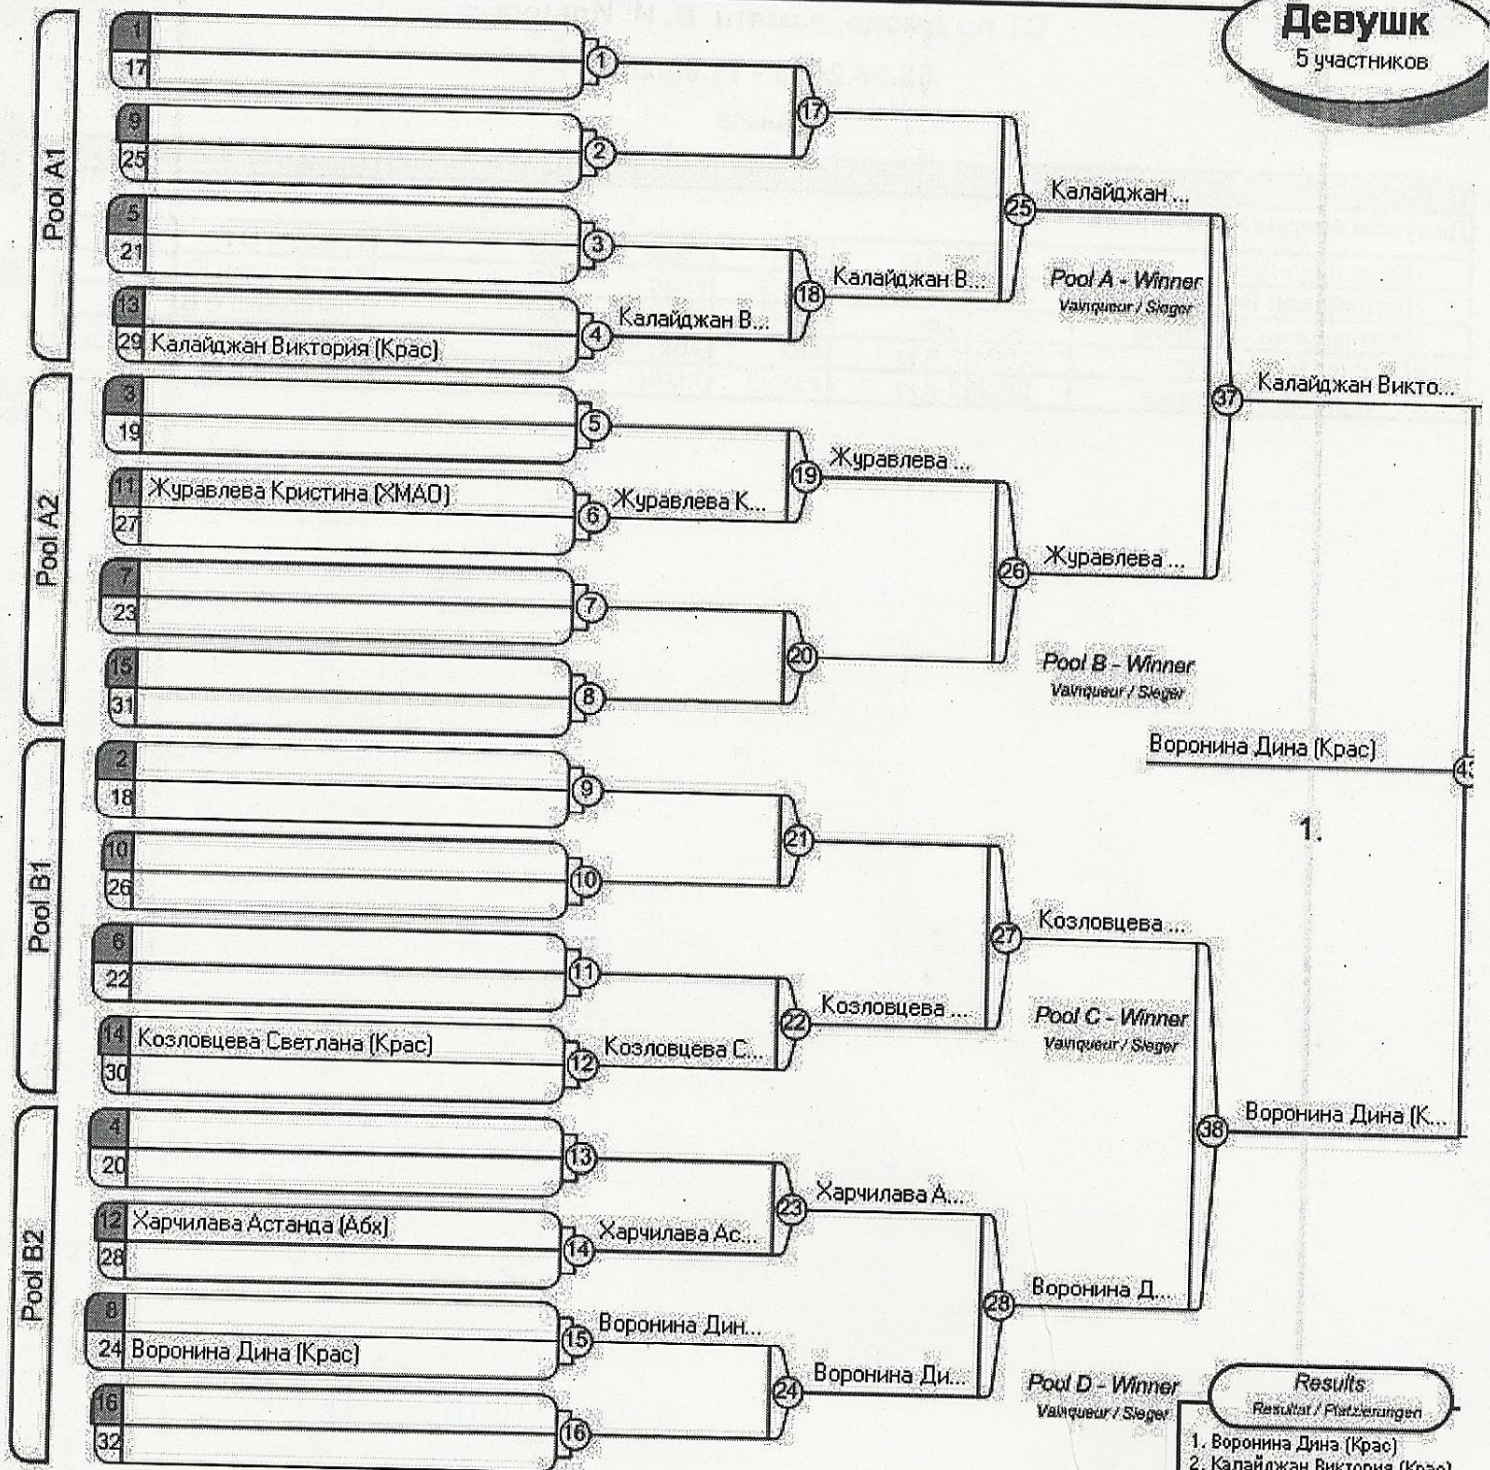 Девушк
5 участников
Pool A1
1
17
1
9
25
2
17
5
21
3
13
29 Калайджан Виктория (Крас)
4
Калайджан В...
18
Калайджан В...
25
Калайджан ...
Pool A - Winner
Vainqueur / Sieger
Pool A2
3
19
5
11 Журавлева Кристина (ХМАО)
27
6
Журавлева К...
19
Журавлева ...
7
23
7
15
31
8
20
26
Журавлева ...
37
Калайджан Викто...
Pool B - Winner
Vainqueur / Sieger
Воронина Дина (Крас)
43
1.
Pool B1
2
18
9
10
26
10
21
6
22
11
14 Козловцева Светлана (Крас)
30
12
Козловцева С...
22
Козловцева ...
27
Козловцева ...
Pool C - Winner
Vainqueur / Sieger
Pool B2
4
20
13
12 Харчилава Астанда (Абх)
28
14
Харчилава Ас...
23
Харчилава А...
8
24 Воронина Дина (Крас)
15
Воронина Дин...
16
32
16
24
Воронина Ди...
28
Воронина Д...
38
Воронина Дина (К...
Pool D - Winner
Vainqueur / Sieger
Results
Resultat / Platzierungen
1. Воронина Дина (Крас)
2. Калайджан Виктория (Крас)